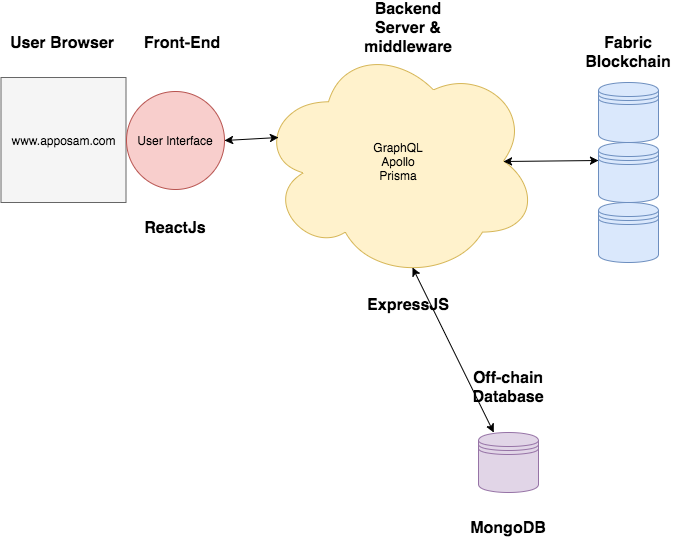 User Browser
Front-End
Backend
Server &
middleware
Fabric
Blockchain
www.apposam.com
User Interface
GraphQL
Apollo
Prisma
ReactJs
ExpressJS
Off-chain
Database
MongoDB